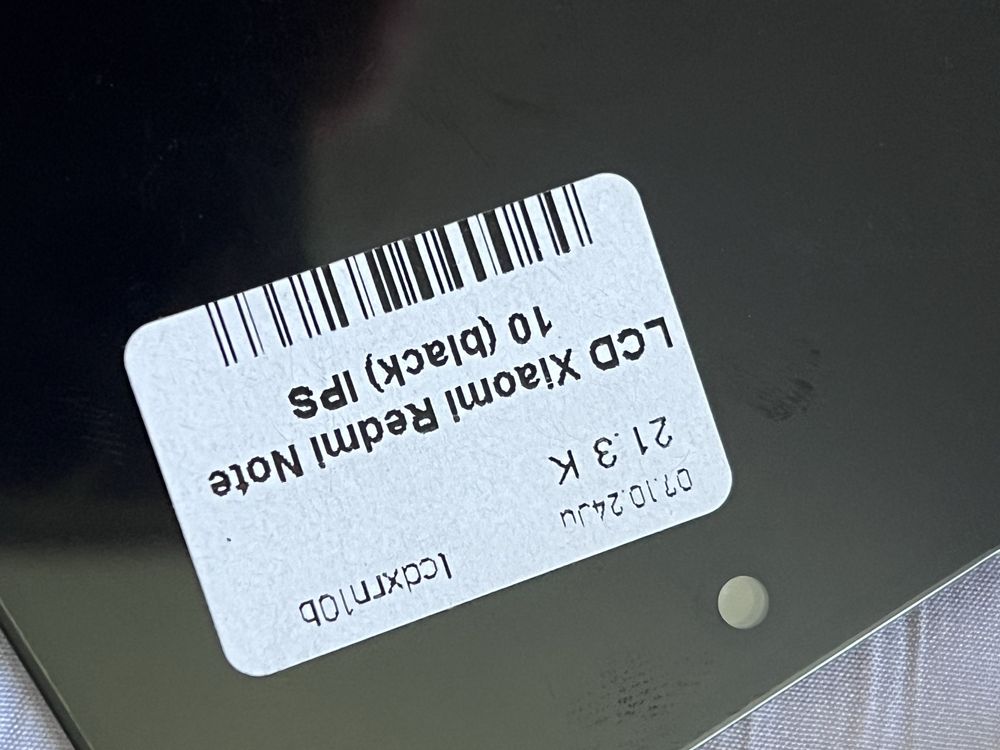 lcdxrn10b
07.10.24Ju
21.3 K
LCD Xiaomi Redmi Note
10 (black) IPS